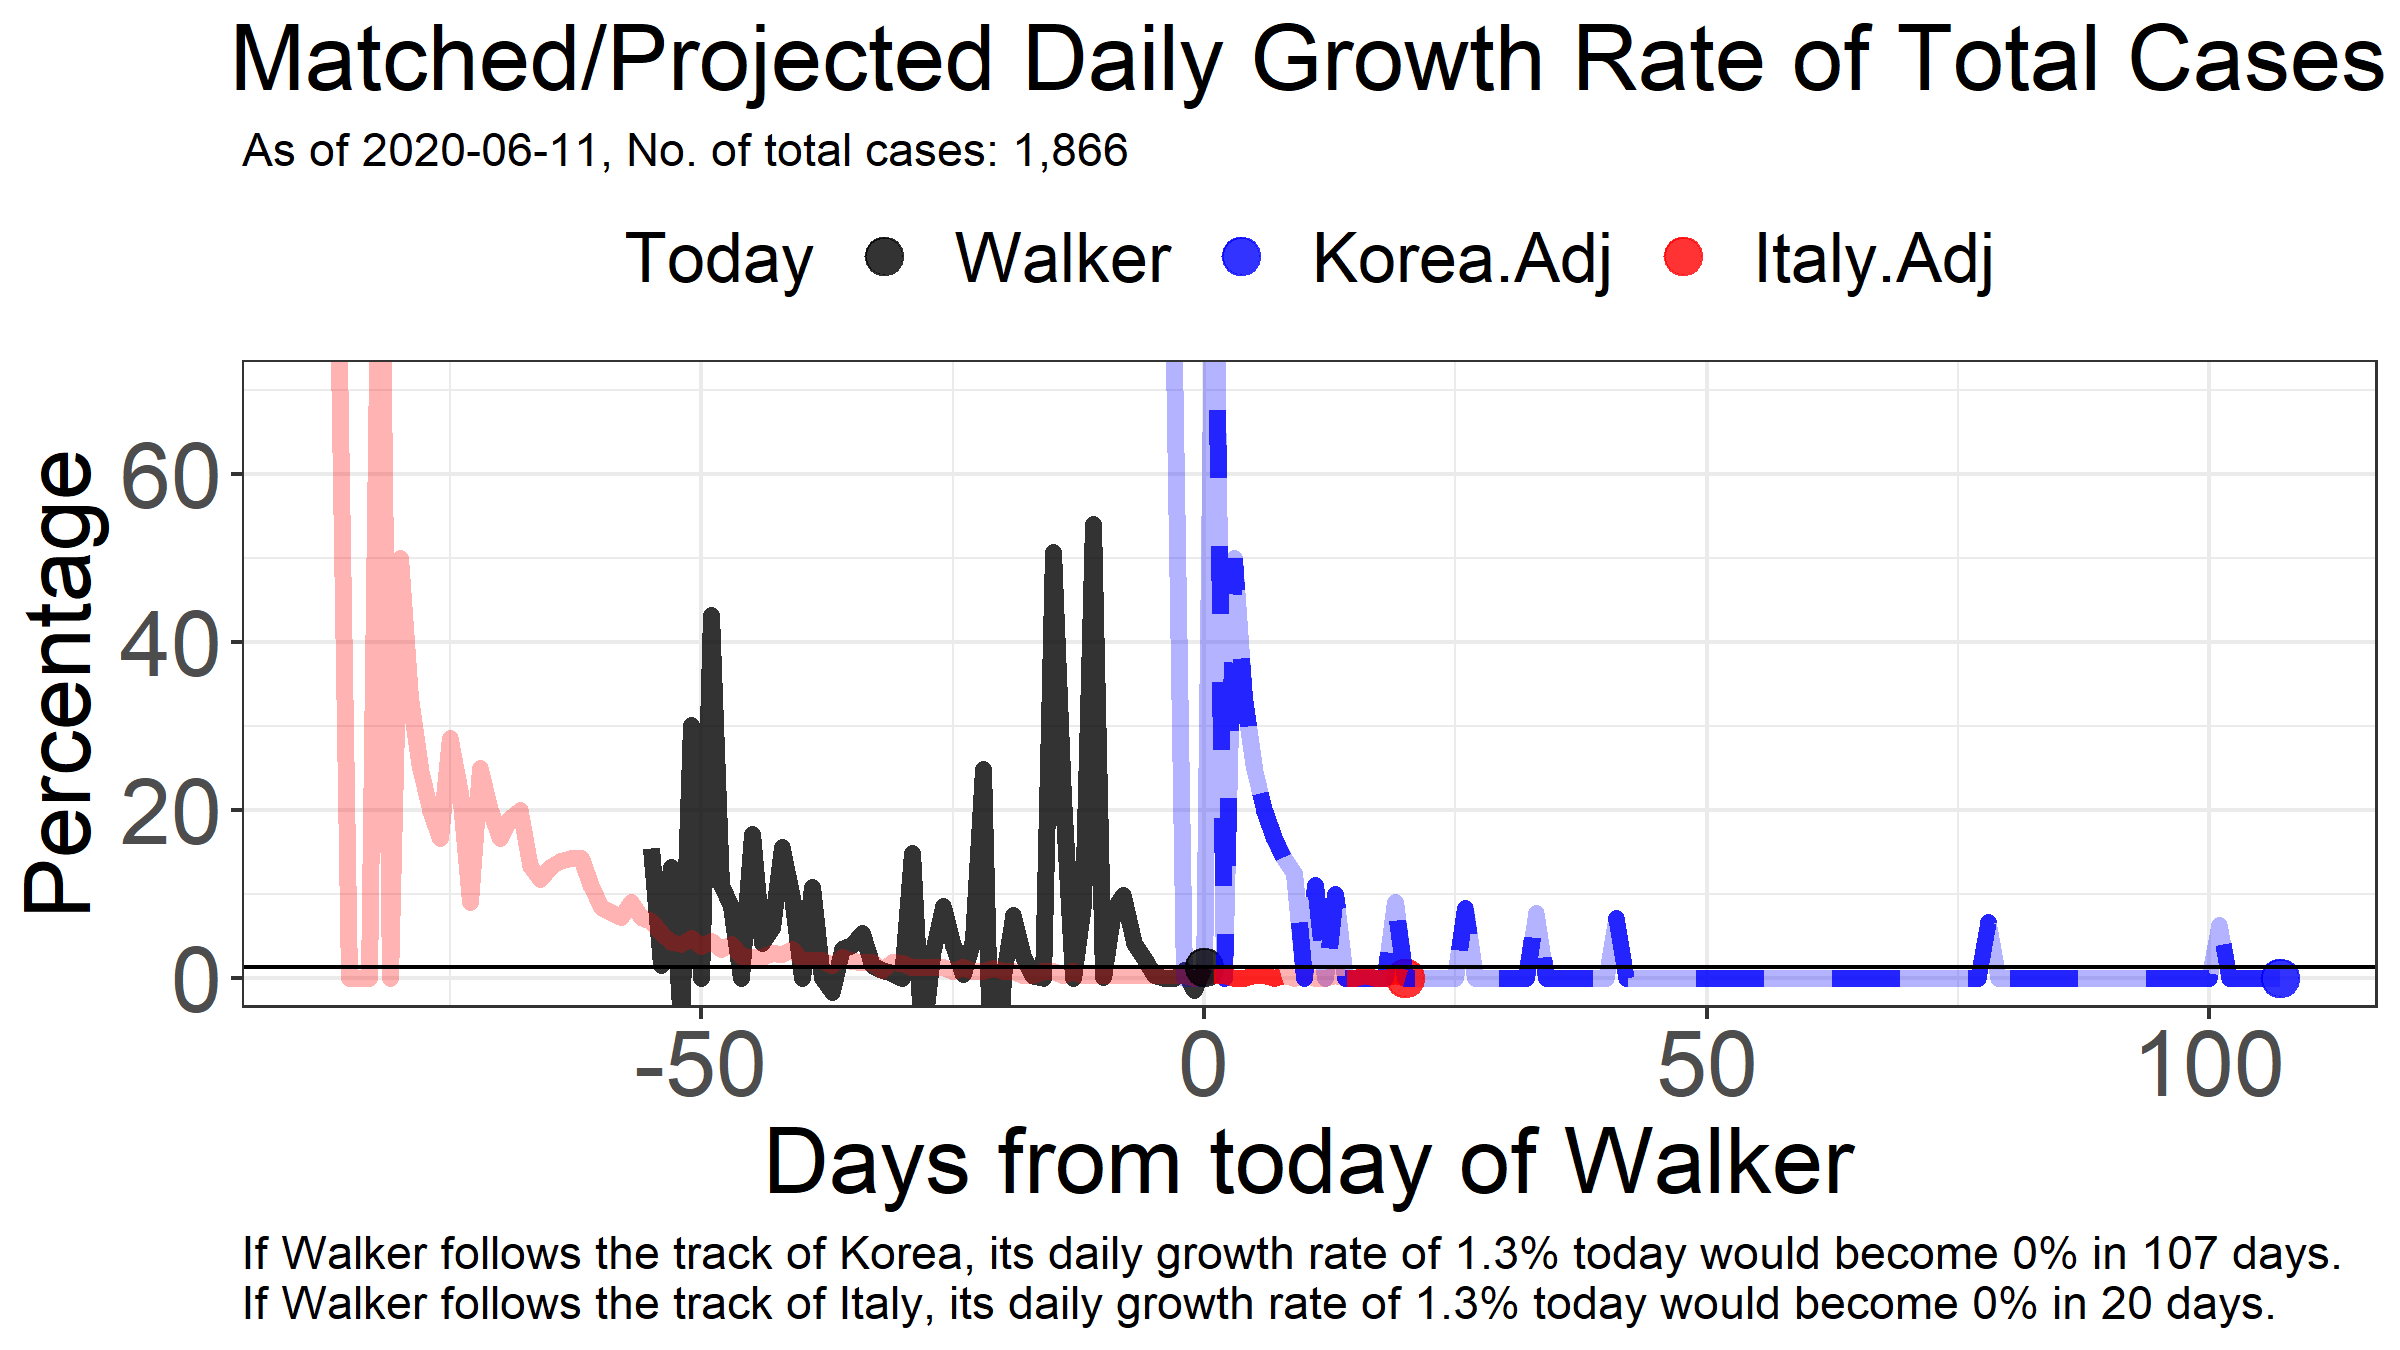 Matched/Projected Daily Growth Rate of Total Cases
As of 2020-06-11, No. of total cases: 1,866
Today Walker Korea.Adj Italy.Adj
Percentage
60
40
20
0
-50 0 50 100
Days from today of Walker
If Walker follows the track of Korea, its daily growth rate of 1.3% today would become 0% in 107 days.
If Walker follows the track of Italy, its daily growth rate of 1.3% today would become 0% in 20 days.